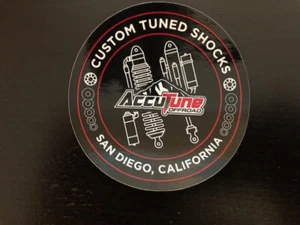 CUSTOM TUNED SHOCKS
ACCUTUNE
OFFROAD
SAN DIEGO, CALIFORNIA